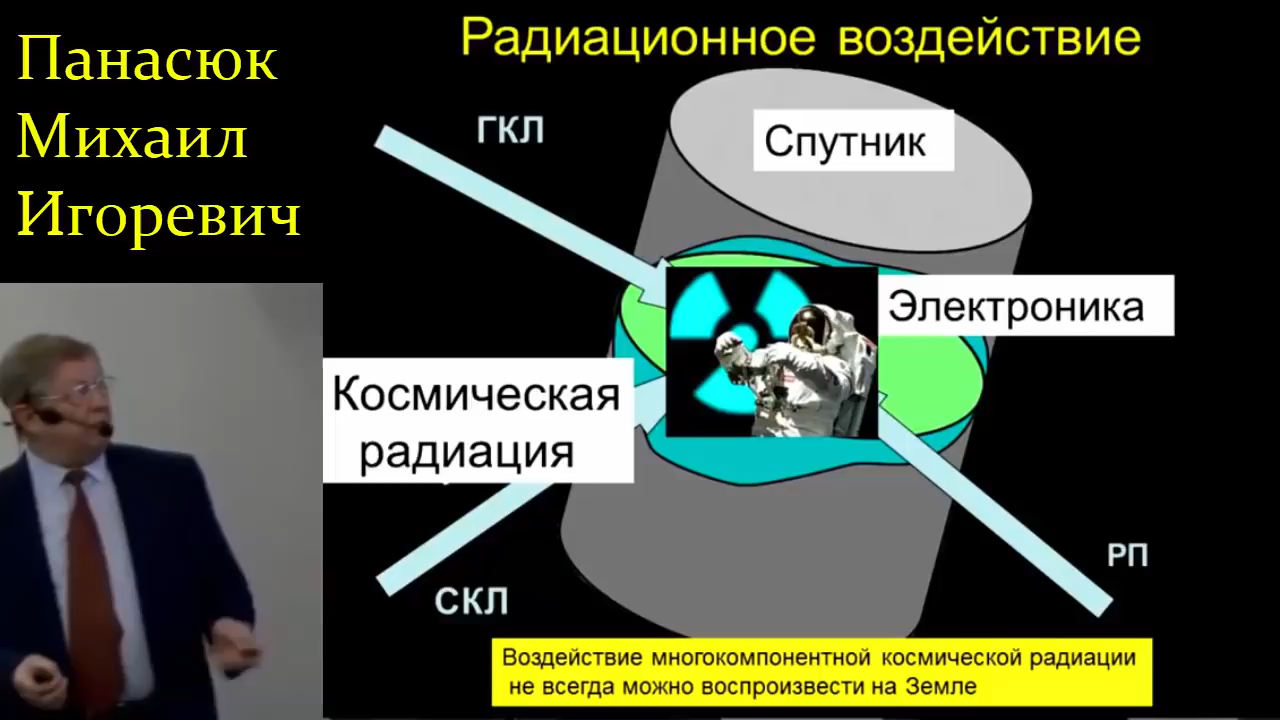 Панасюк
Михаил
Игоревич
Радиационное воздействие
ГКЛ
Спутник
Электроника
Космическая
радиация
СКЛ
РП
Воздействие многокомпонентной космической радиации
не всегда можно воспроизвести на Земле